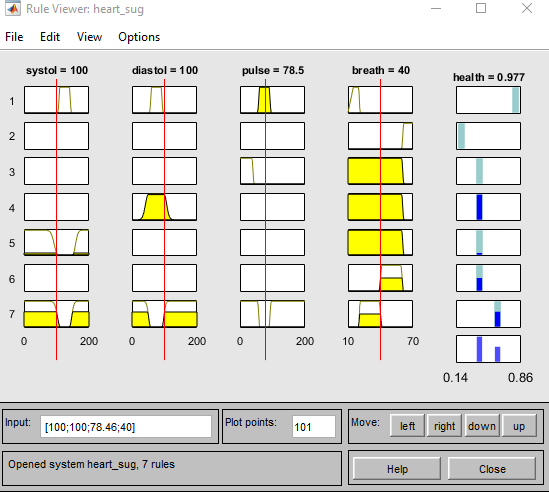 Rule Viewer: heart_sug
File Edit View Options
systol = 100 diastol = 100 pulse = 78.5 breath = 40 health = 0.977
1
2
3
4
5
6
7
0 200 0 200 0 200 10 70
0.14 0.86
Input: [100;100;78.46;40] Plot points: 101 Move: left right down up
Opened system heart_sug, 7 rules Help Close